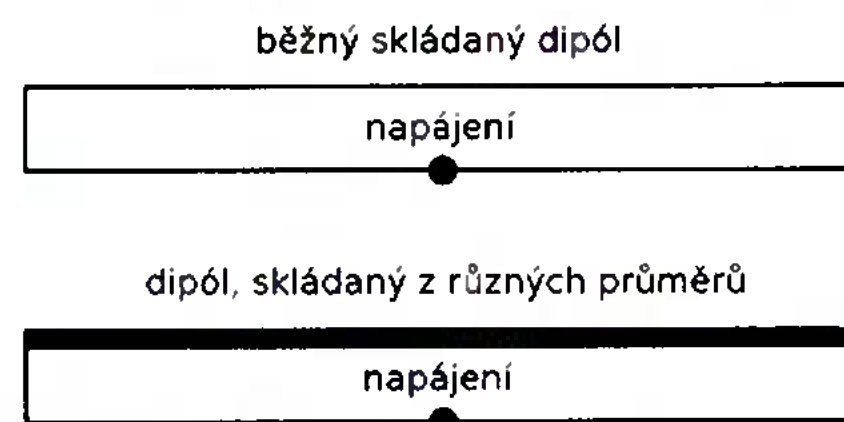 běžný skládaný dipól
napájení
dipól, skládaný z různých průměrů
napájení